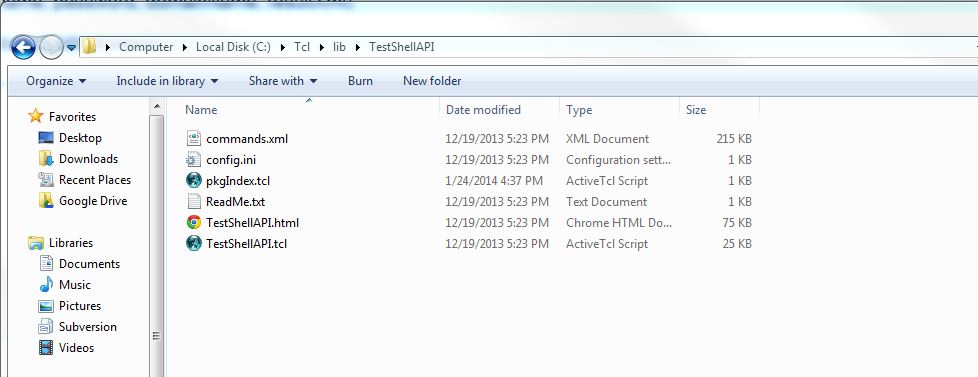 Computer Local Disk (C:) Tcl lib TestShellAPI
Organize Include in library Share with Burn New folder
Favorites
Desktop
Downloads
Recent Places
Google Drive
Libraries
Documents
Music
Pictures
Subversion
Videos
Name Date modified Type Size
commands.xml 12/19/2013 5:23 PM XML Document 215 KB
config.ini 12/19/2013 5:23 PM Configuration sett... 1 KB
pkgIndex.tcl 1/24/2014 4:37 PM ActiveTcl Script 1 KB
ReadMe.txt 12/19/2013 5:23 PM Text Document 1 KB
TestShellAPI.html 12/19/2013 5:23 PM Chrome HTML Do... 75 KB
TestShellAPI.tcl 12/19/2013 5:23 PM ActiveTcl Script 25 KB